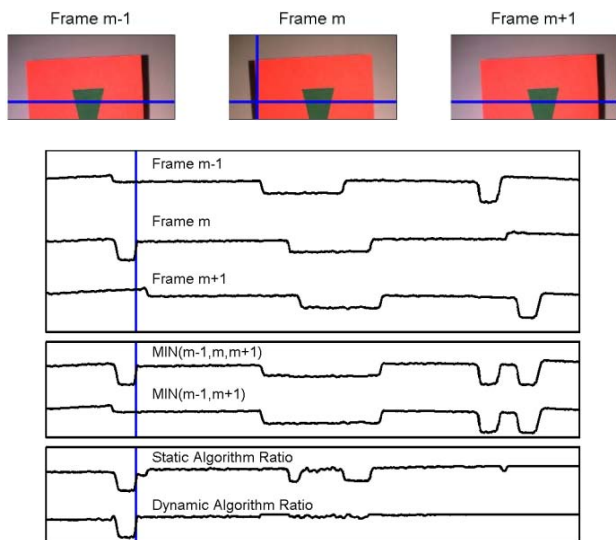 Frame m-1
Frame m
Frame m+1
Frame m-1
Frame m
Frame m+1
MIN(m-1,m,m+1)
MIN(m-1,m+1)
Static Algorithm Ratio
Dynamic Algorithm Ratio